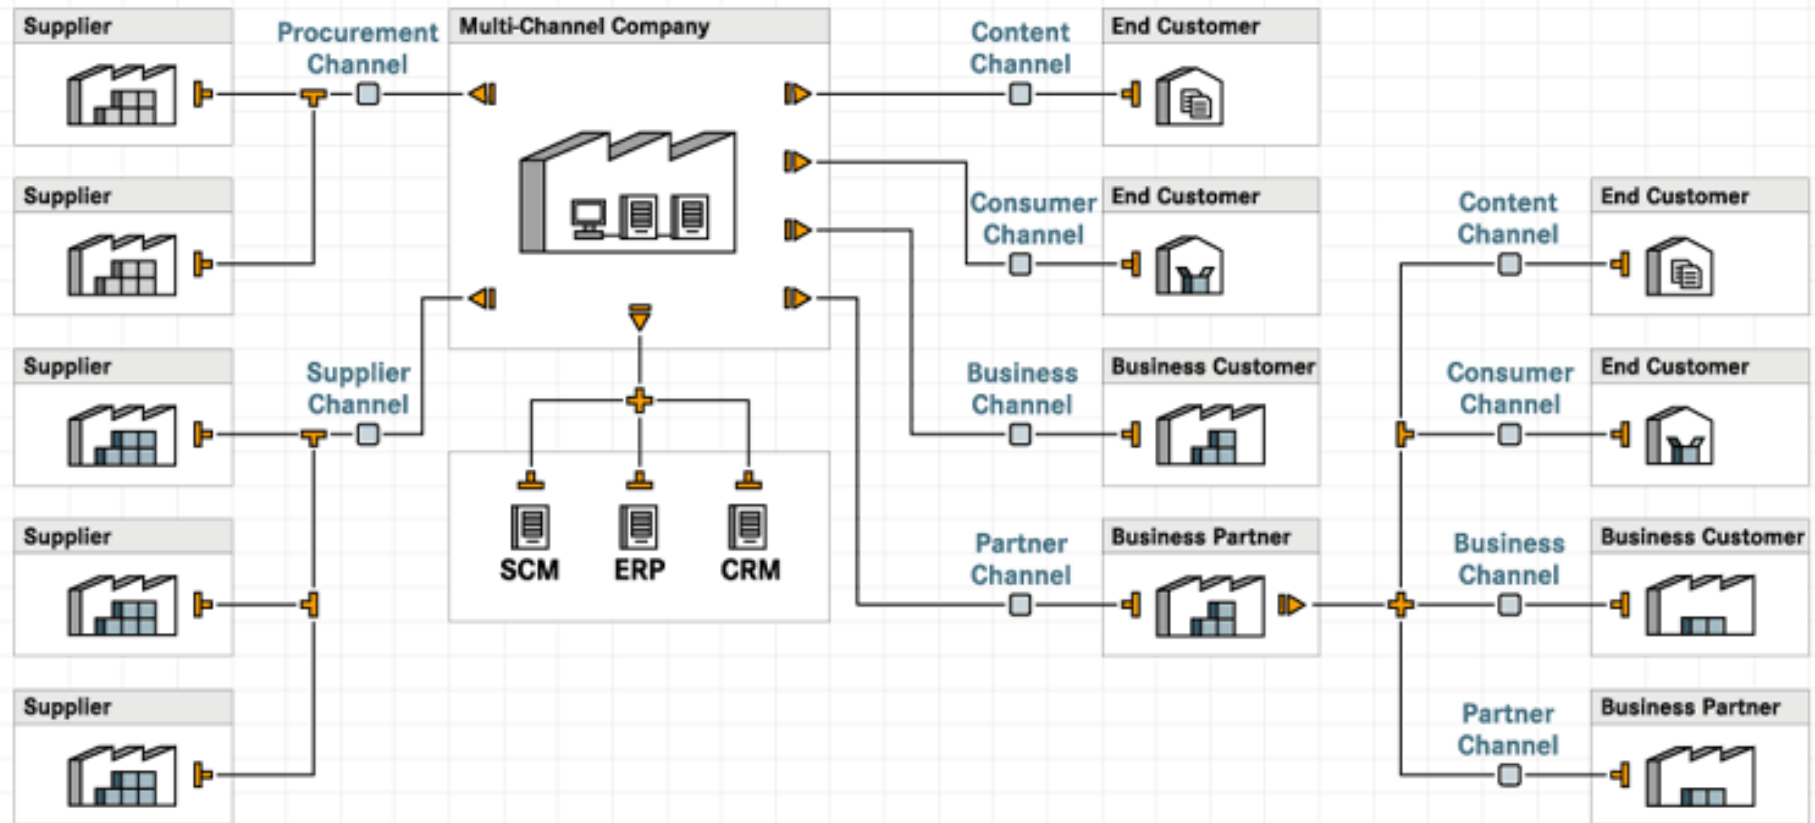 Supplier
Procurement
Channel
Multi-Channel Company
Content
Channel
End Customer
Supplier
Consumer
Channel
End Customer
Content
Channel
End Customer
Supplier
Supplier
Channel
Business
Channel
Business Customer
Consumer
Channel
End Customer
SCM
ERP
CRM
Supplier
Partner
Channel
Business Partner
Business
Channel
Business Customer
Supplier
Partner
Channel
Business Partner